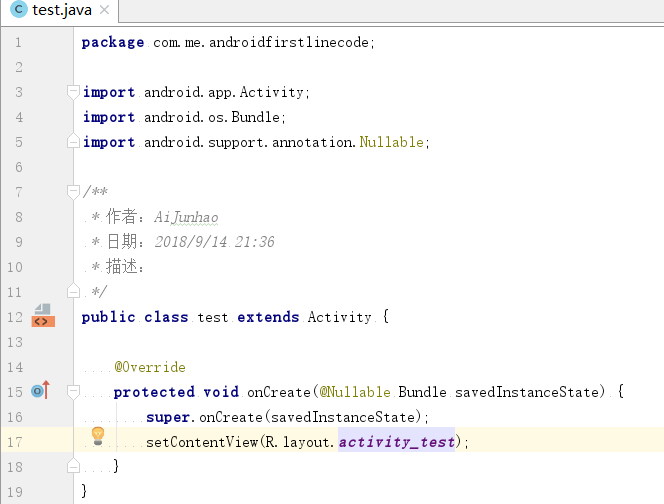 C test.java
1 package com.me.androidfirstlinecode;
2
3 import android.app.Activity;
4 import android.os.Bundle;
5 import android.support.annotation.Nullable;
6
7 /**
8 * 作者：AiJunhao
9 * 日期：2018/9/14 21:36
10 * 描述：
11 */
12 <> public class test extends Activity {
13
14 @Override
15 protected void onCreate(@Nullable Bundle savedInstanceState) {
16 super.onCreate(savedInstanceState);
17 setContentView(R.layout.activity_test);
18 }
19 }